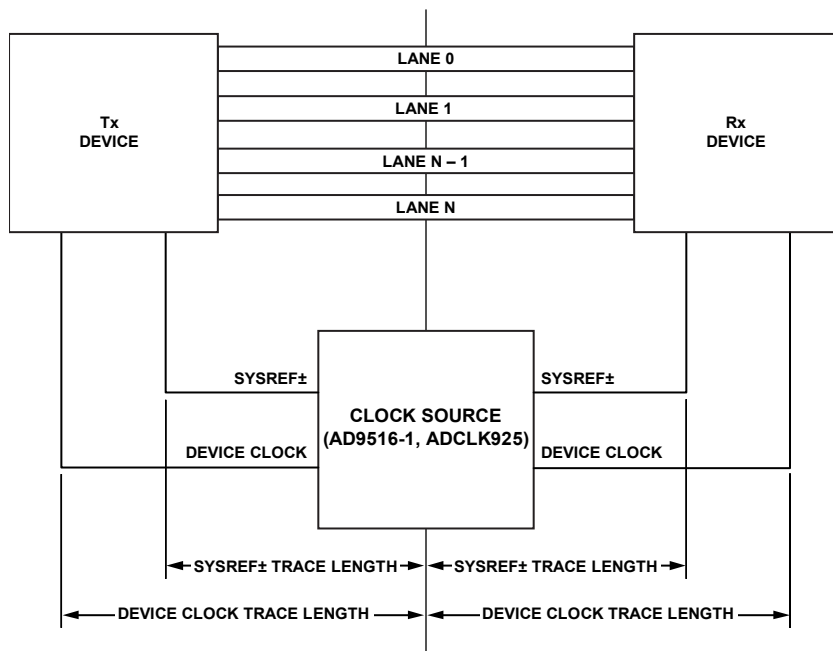 LANE 0
LANE 1
LANE N – 1
LANE N
Tx
DEVICE
Rx
DEVICE
SYSREF±
SYSREF±
CLOCK SOURCE
(AD9516-1, ADCLK925)
DEVICE CLOCK
DEVICE CLOCK
SYSREF± TRACE LENGTH
SYSREF± TRACE LENGTH
DEVICE CLOCK TRACE LENGTH
DEVICE CLOCK TRACE LENGTH